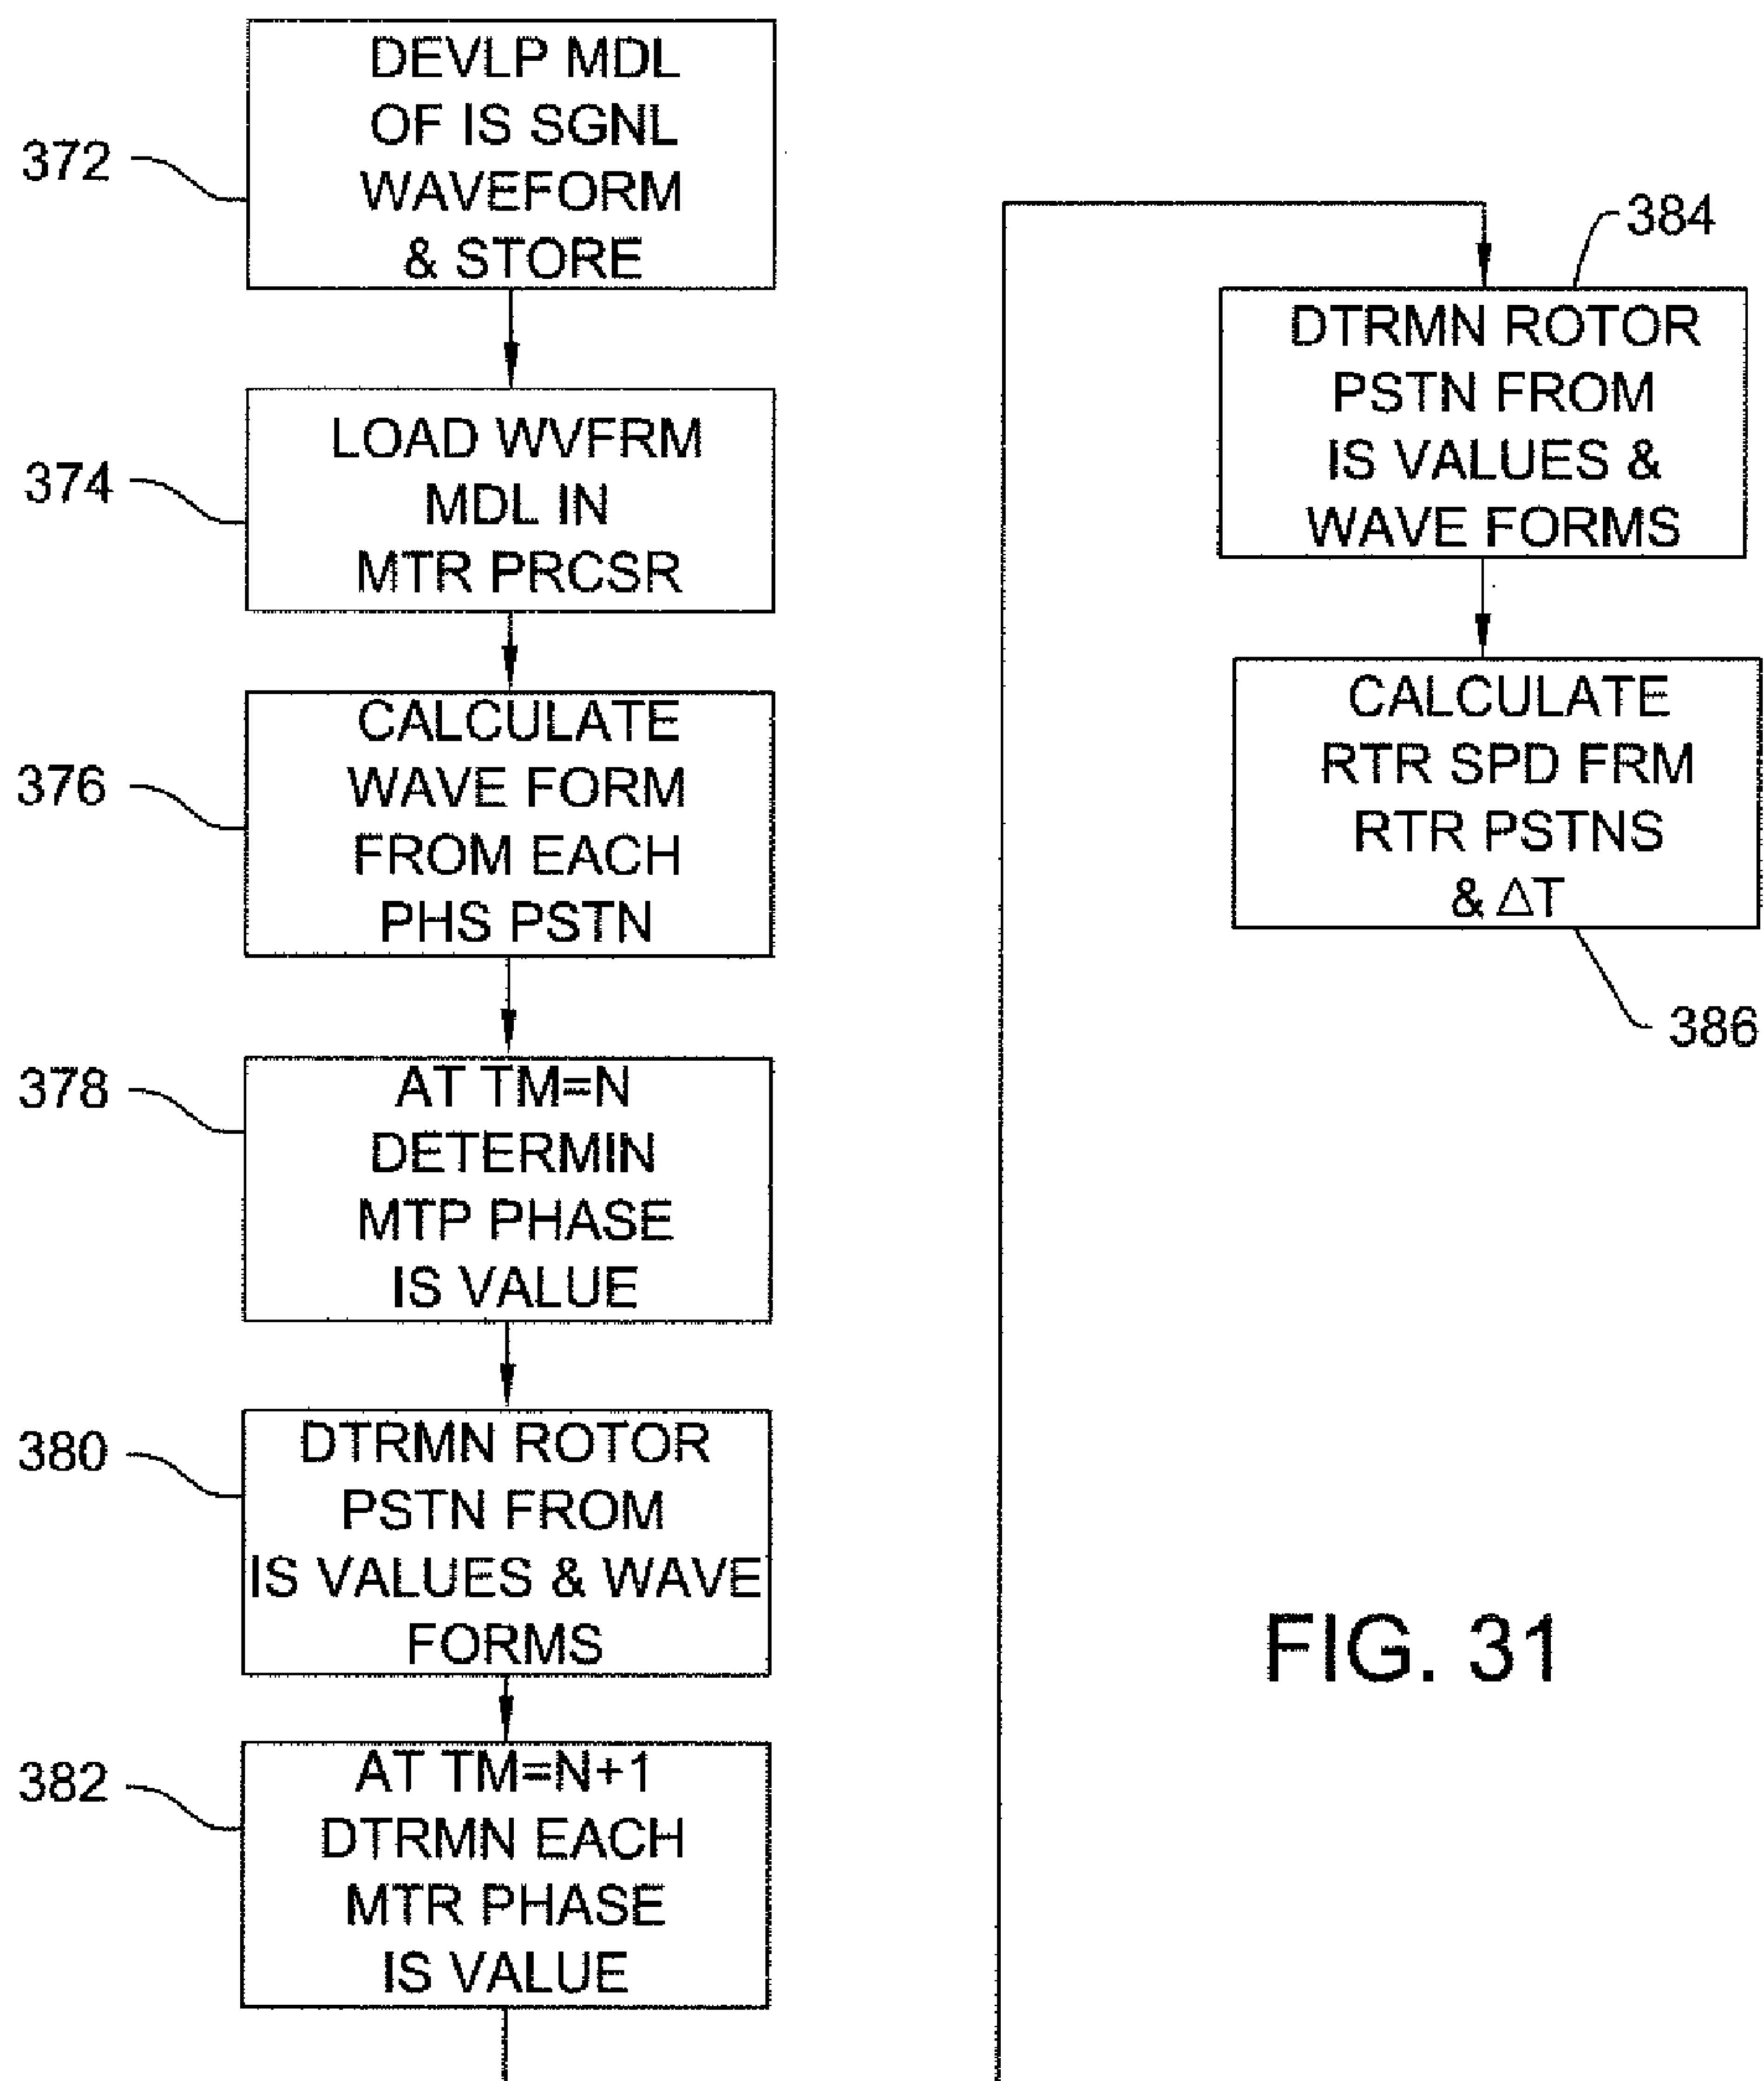 372
DEVLP MDL
OF IS SGNL
WAVEFORM
& STORE
374
LOAD WVFRM
MDL IN
MTR PRCSR
376
CALCULATE
WAVE FORM
FROM EACH
PHS PSTN
378
AT TM=N
DETERMIN
MTP PHASE
IS VALUE
380
DTRMN ROTOR
PSTN FROM
IS VALUES & WAVE
FORMS
382
AT TM=N+1
DTRMN EACH
MTR PHASE
IS VALUE
384
DTRMN ROTOR
PSTN FROM
IS VALUES &
WAVE FORMS
CALCULATE
RTR SPD FRM
RTR PSTNS
& ΔT
386
FIG. 31